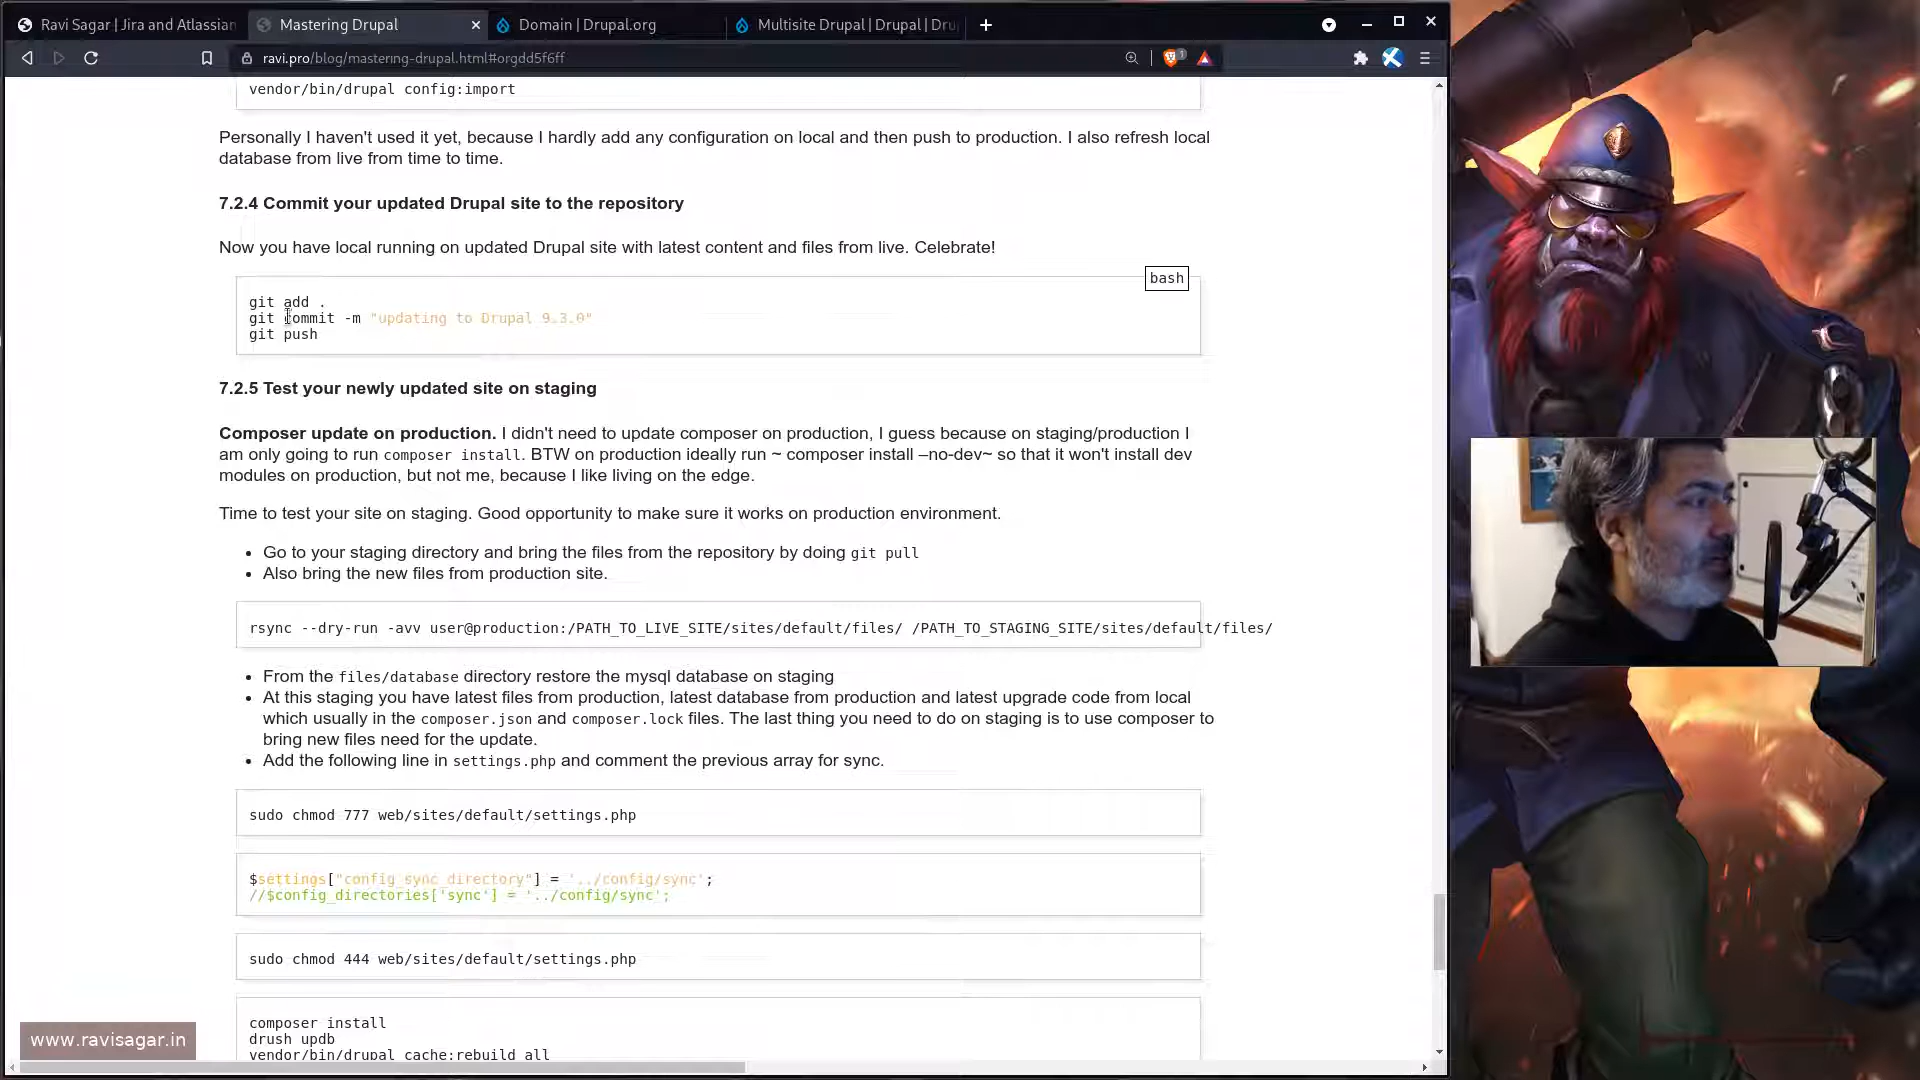 Ravi Sagar | Jira and Atlassian
Mastering Drupal
Domain | Drupal.org
Multisite Drupal | Drupal | Dru
ravi.pro/blog/mastering-drupal.html#orgdd5f6ff
1
vendor/bin/drupal config:import
Personally I haven't used it yet, because I hardly add any configuration on local and then push to production. I also refresh local
database from live from time to time.
7.2.4 Commit your updated Drupal site to the repository
Now you have local running on updated Drupal site with latest content and files from live. Celebrate!
bash
git add .
git commit -m "updating to Drupal 9.3.0"
git push
7.2.5 Test your newly updated site on staging
Composer update on production. I didn't need to update composer on production, I guess because on staging/production I
am only going to run composer install. BTW on production ideally run ~ composer install –no-dev~ so that it won't install dev
modules on production, but not me, because I like living on the edge.
Time to test your site on staging. Good opportunity to make sure it works on production environment.
• Go to your staging directory and bring the files from the repository by doing git pull
• Also bring the new files from production site.
rsync --dry-run -avv user@production:/PATH_TO_LIVE_SITE/sites/default/files/ /PATH_TO_STAGING_SITE/sites/default/files/
• From the files/database directory restore the mysql database on staging
• At this staging you have latest files from production, latest database from production and latest upgrade code from local
which usually in the composer.json and composer.lock files. The last thing you need to do on staging is to use composer to
bring new files need for the update.
• Add the following line in settings.php and comment the previous array for sync.
sudo chmod 777 web/sites/default/settings.php
$settings["config_sync_directory"] = '../config/sync';
//$config_directories['sync'] = '../config/sync';
sudo chmod 444 web/sites/default/settings.php
composer install
drush updb
vendor/bin/drupal cache:rebuild all
www.ravisagar.in